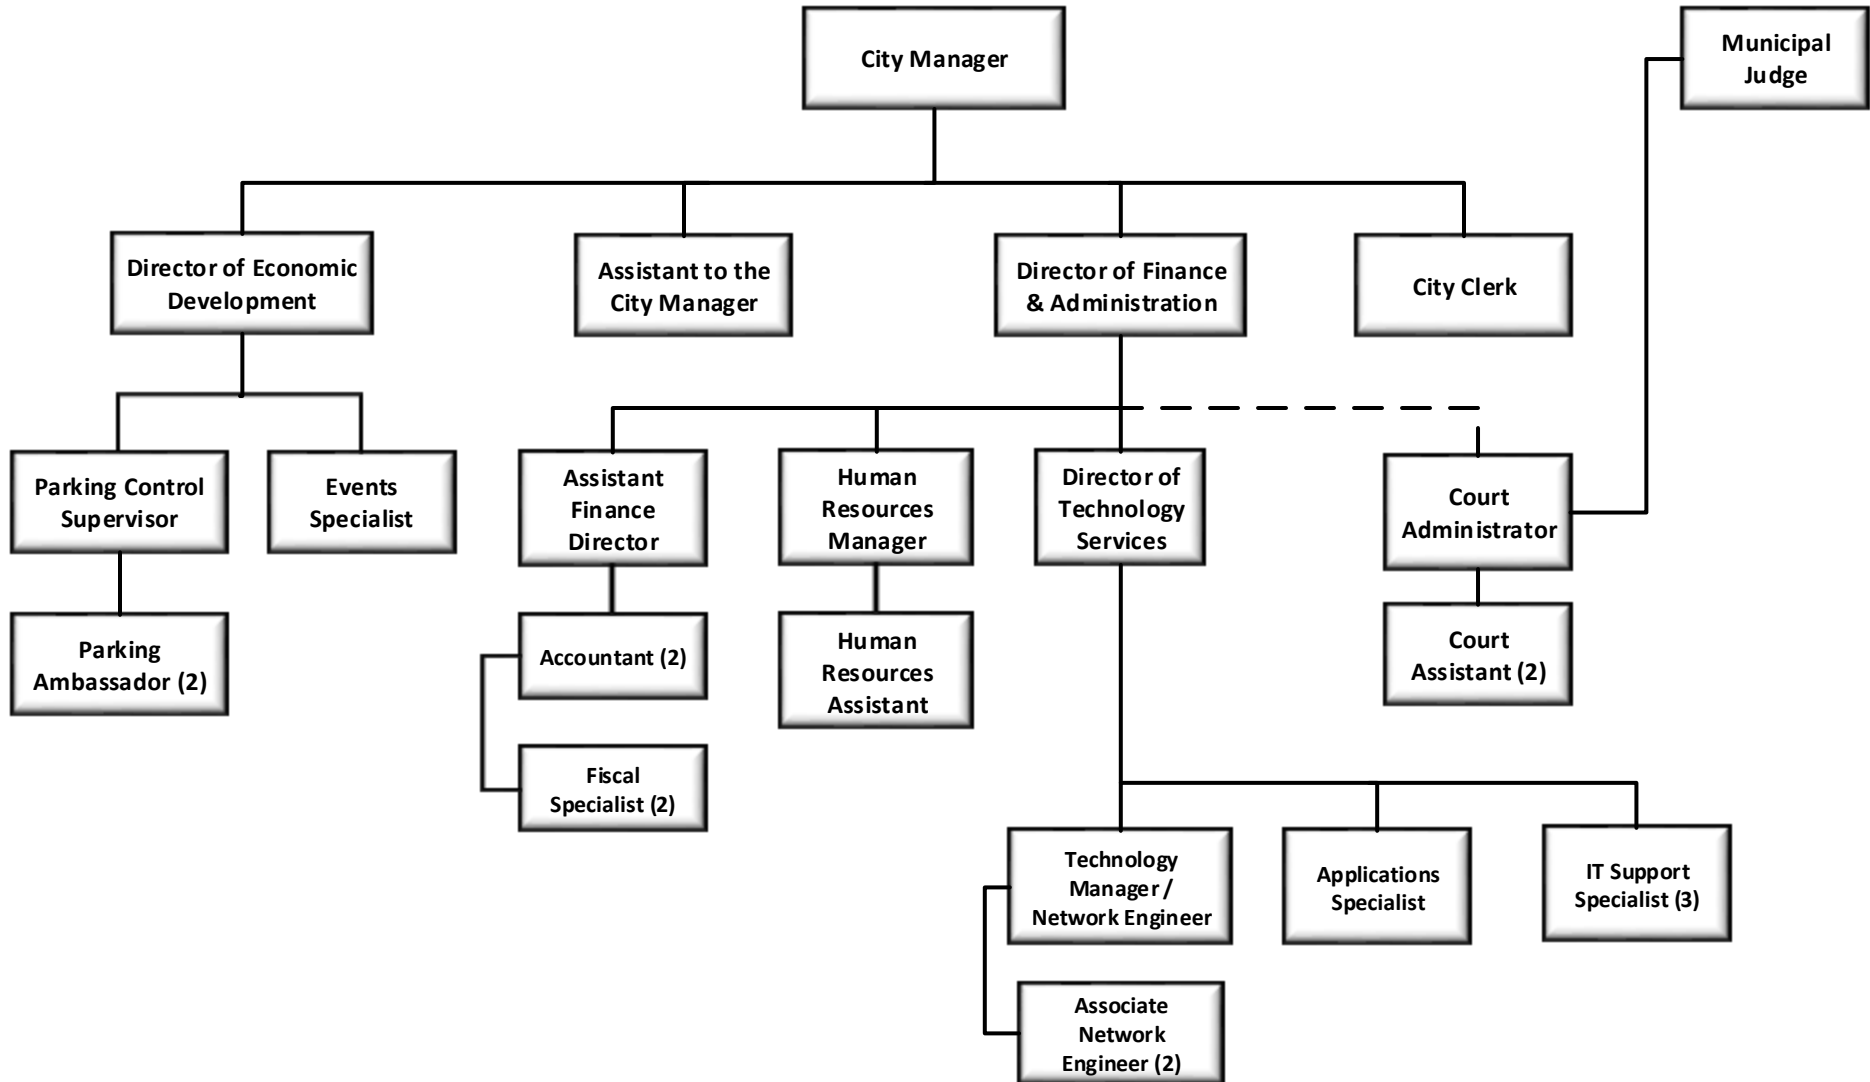 City Manager
Municipal
Judge
Director of Economic
Development
Assistant to the
City Manager
Director of Finance
& Administration
City Clerk
Parking Control
Supervisor
Events
Specialist
Assistant
Finance
Director
Human
Resources
Manager
Director of
Technology
Services
Court
Administrator
Parking
Ambassador (2)
Accountant (2)
Human
Resources
Assistant
Court
Assistant (2)
Fiscal
Specialist (2)
Technology
Manager /
Network Engineer
Applications
Specialist
IT Support
Specialist (3)
Associate
Network
Engineer (2)